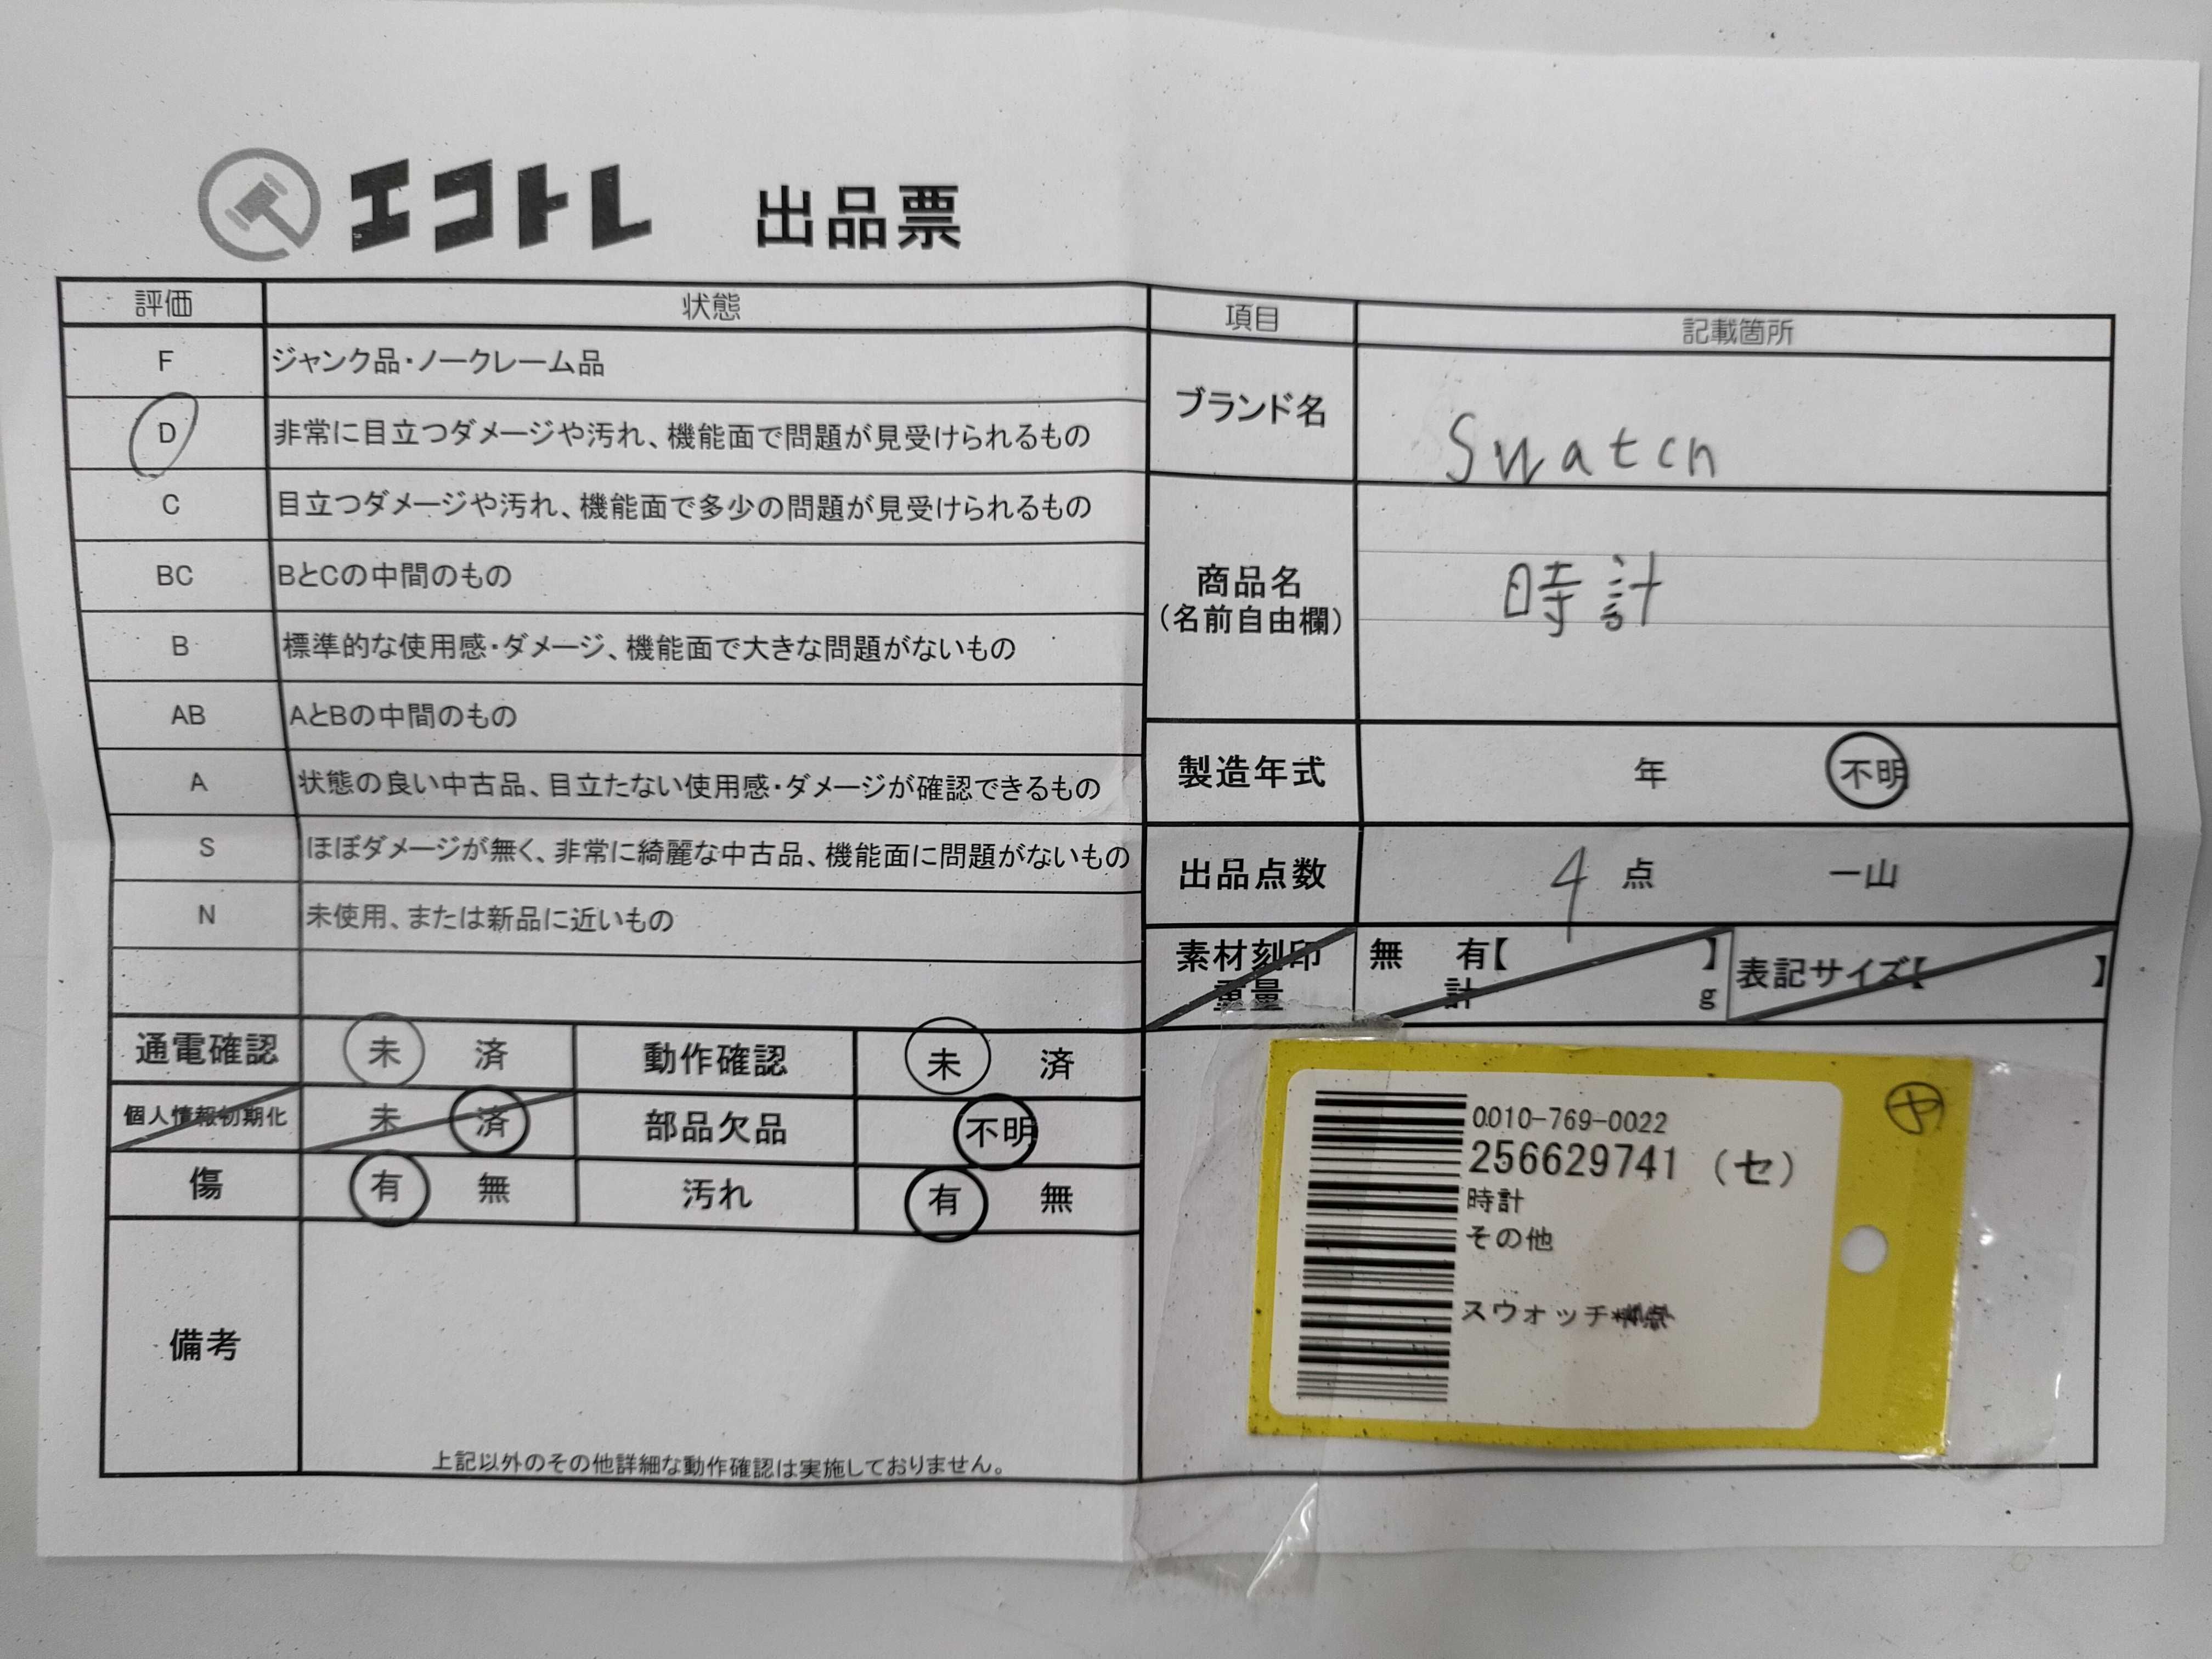 エコトレ 出品票
評価 状態
F ジャンク品・ノークレーム品
D 非常に目立つダメージや汚れ、機能面で問題が見受けられるもの
C 目立つダメージや汚れ、機能面で多少の問題が見受けられるもの
BC BとCの中間のもの
B 標準的な使用感・ダメージ、機能面で大きな問題がないもの
AB AとBの中間のもの
A 状態の良い中古品、目立たない使用感・ダメージが確認できるもの
S ほぼダメージが無く、非常に綺麗な中古品、機能面に問題がないもの
N 未使用、または新品に近いもの
通電確認 未 済 動作確認 未 済
個人情報初期化 未 済 部品欠品 不明
傷 有 無 汚れ 有 無
備考
上記以外のその他詳細な動作確認は実施しておりません。
項目 記載箇所
ブランド名 Swatch
商品名
(名前自由欄)
時計
製造年式 年 不明
出品点数 4 点 一山
素材刻印 無 有【 】
重量 計 g
表記サイズ【 】
ヤ
0010-769-0022
256629741 (セ)
時計
その他
スウォッチ